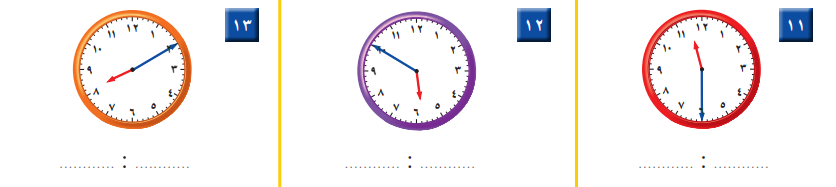 ١١
١٢ ١ ٢ ٣ ٤ ٥ ٦ ٧ ٨ ٩ ١٠ ١١
............ : ............
١٢
١٢ ١ ٢ ٣ ٤ ٥ ٦ ٧ ٨ ٩ ١٠ ١١
............ : ............
١٣
١٢ ١ ٢ ٣ ٤ ٥ ٦ ٧ ٨ ٩ ١٠ ١١
............ : ............